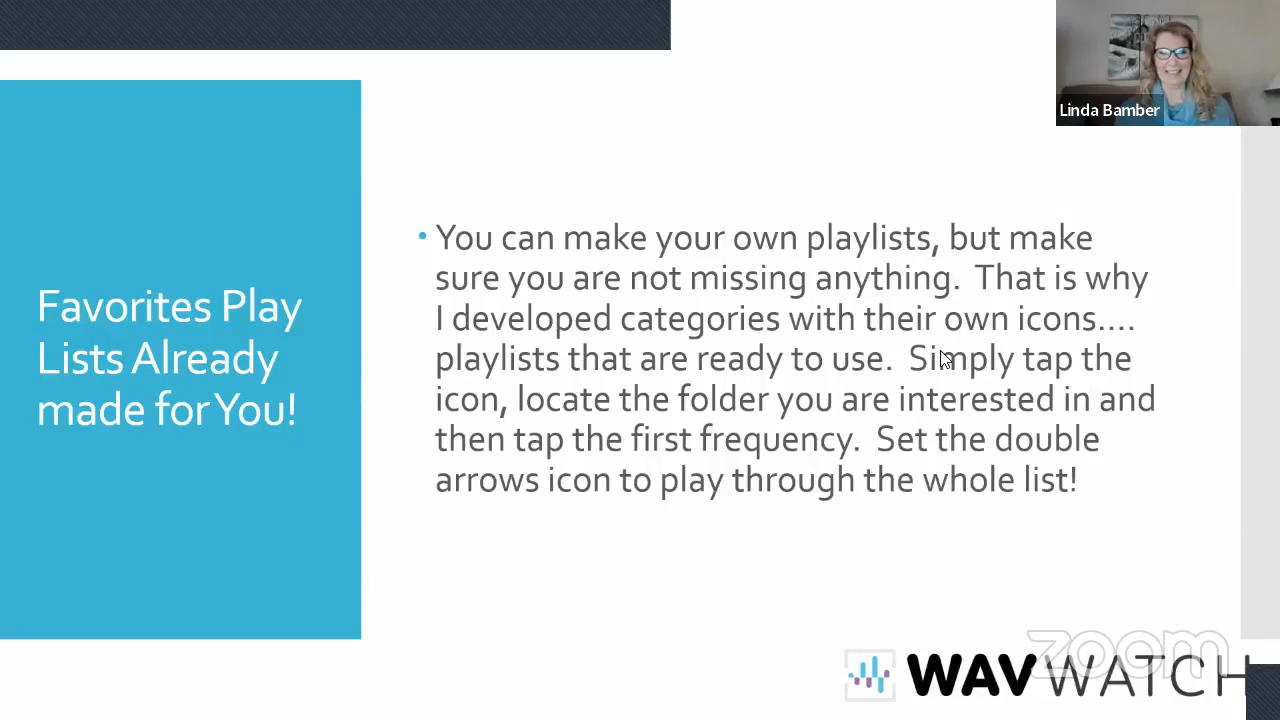 Linda Bamber
Favorites Play
Lists Already
made for You!
• You can make your own playlists, but make
sure you are not missing anything.  That is why
I developed categories with their own icons....
playlists that are ready to use.  Simply tap the
icon, locate the folder you are interested in and
then tap the first frequency.  Set the double
arrows icon to play through the whole list!
zoom
WAVWATCH